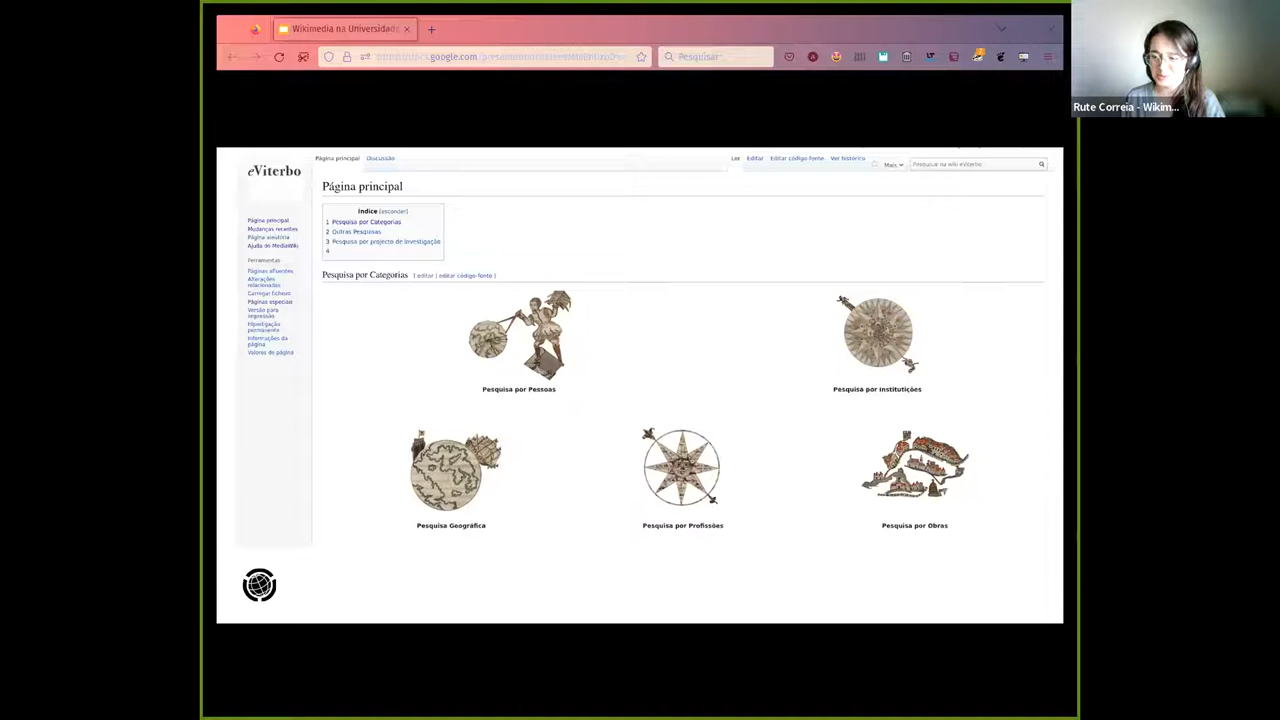 Wikimedia na Universidade
Pesquisar
Rute Correia - Wikim...
eViterbo
Página principal
Discussão
Ler
Editar
Editar código-fonte
Ver histórico
Mais
Pesquisar na wiki eViterbo
Página principal
Mudanças recentes
Página aleatória
Ajuda do MediaWiki
Ferramentas
Páginas afluentes
Alterações
relacionadas
Carregar ficheiro
Páginas especiais
Versão para
impressão
Hiperligação
permanente
Informações da
página
Valores da página
Página principal
Índice [esconder]
1 Pesquisa por Categorias
2 Outras Pesquisas
3 Pesquisa por projecto de investigação
4
Pesquisa por Categorias [ editar | editar código-fonte ]
Pesquisa por Pessoas
Pesquisa por Institutições
Pesquisa Geográfica
Pesquisa por Profissões
Pesquisa por Obras